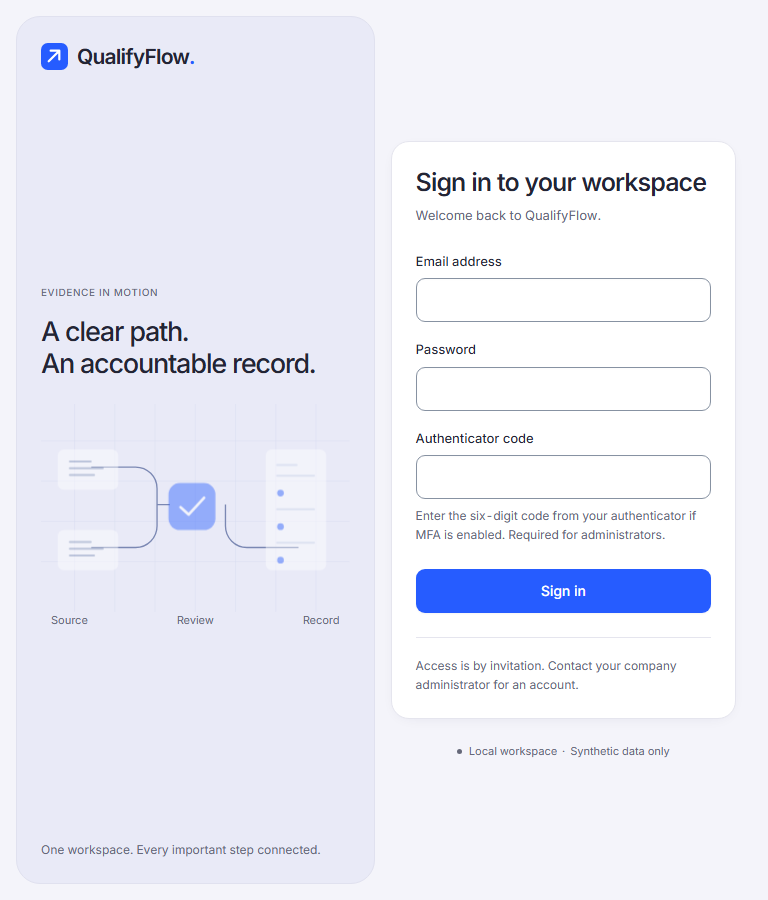 QualifyFlow.
EVIDENCE IN MOTION
A clear path.
An accountable record.
Source
Review
Record
One workspace. Every important step connected.
Sign in to your workspace
Welcome back to QualifyFlow.
Email address
Password
Authenticator code
Enter the six-digit code from your authenticator if
MFA is enabled. Required for administrators.
Sign in
Access is by invitation. Contact your company
administrator for an account.
Local workspace · Synthetic data only